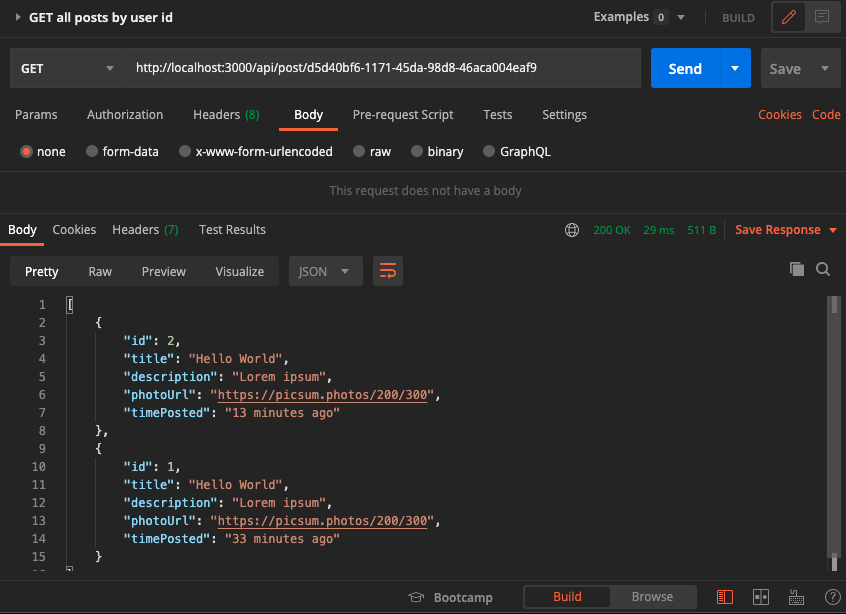 GET all posts by user id
Examples 0
BUILD
GET
http://localhost:3000/api/post/d5d40bf6-1171-45da-98d8-46aca004eaf9
Send
Save
Params Authorization Headers (8) Body Pre-request Script Tests Settings Cookies Code
none form-data x-www-form-urlencoded raw binary GraphQL
This request does not have a body
Body Cookies Headers (7) Test Results 200 OK 29 ms 511 B Save Response
Pretty Raw Preview Visualize JSON
1 [
2 {
3 "id": 2,
4 "title": "Hello World",
5 "description": "Lorem ipsum",
6 "photoUrl": "https://picsum.photos/200/300",
7 "timePosted": "13 minutes ago"
8 },
9 {
10 "id": 1,
11 "title": "Hello World",
12 "description": "Lorem ipsum",
13 "photoUrl": "https://picsum.photos/200/300",
14 "timePosted": "33 minutes ago"
15 }
Bootcamp Build Browse ?